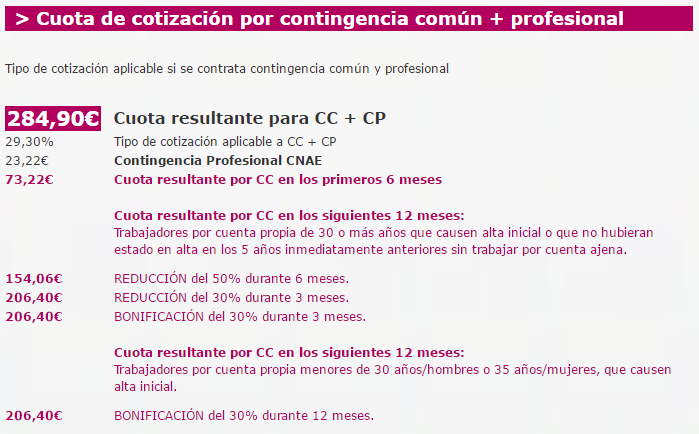 > Cuota de cotización por contingencia común + profesional
Tipo de cotización aplicable si se contrata contingencia común y profesional
284,90€ Cuota resultante para CC + CP
29,30% Tipo de cotización aplicable a CC + CP
23,22€ Contingencia Profesional CNAE
73,22€ Cuota resultante por CC en los primeros 6 meses
Cuota resultante por CC en los siguientes 12 meses:
Trabajadores por cuenta propia de 30 o más años que causen alta inicial o que no hubieran
estado en alta en los 5 años inmediatamente anteriores sin trabajar por cuenta ajena.
154,06€ REDUCCIÓN del 50% durante 6 meses.
206,40€ REDUCCIÓN del 30% durante 3 meses.
206,40€ BONIFICACIÓN del 30% durante 3 meses.
Cuota resultante por CC en los siguientes 12 meses:
Trabajadores por cuenta propia menores de 30 años/hombres o 35 años/mujeres, que causen
alta inicial.
206,40€ BONIFICACIÓN del 30% durante 12 meses.